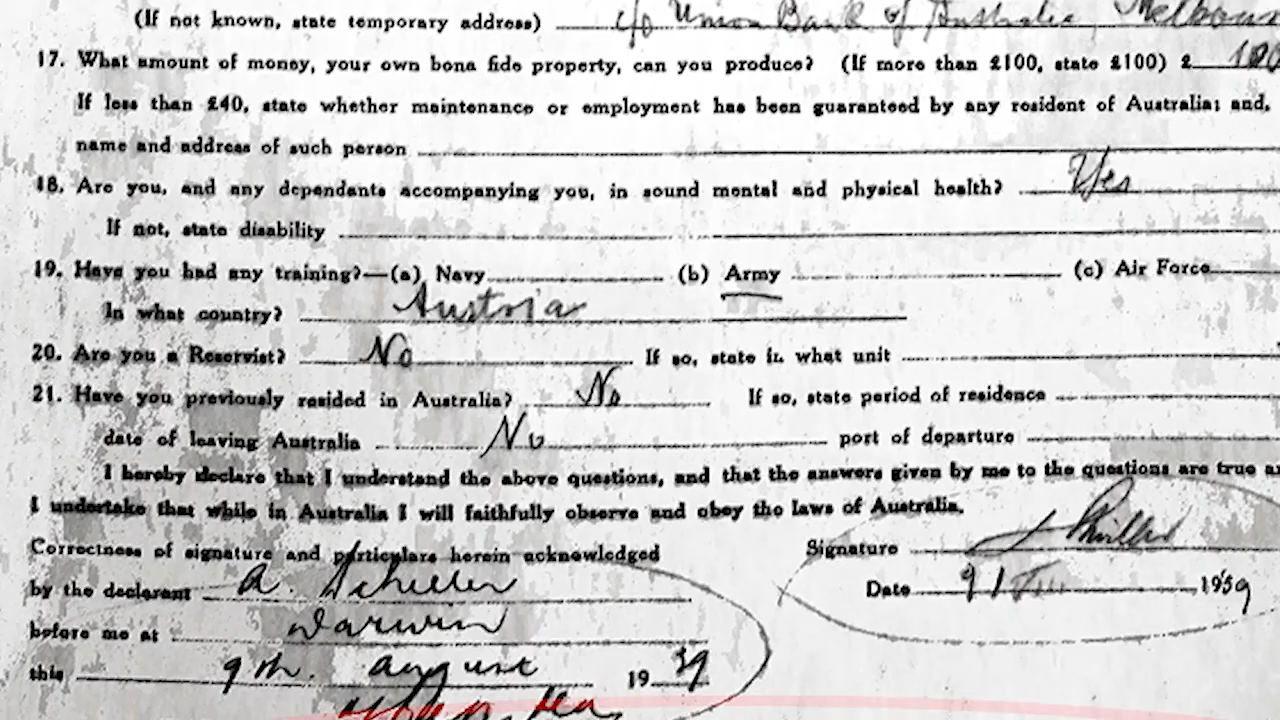 (If not known, state temporary address) c/o Union Bank of Australia, Melbour
17. What amount of money, your own bona fide property, can you produce? (If more than £100, state £100) £ 100
If less than £40, state whether maintenance or employment has been guaranteed by any resident of Australia; and,
name and address of such person
18. Are you, and any dependants accompanying you, in sound mental and physical health? Yes
If not, state disability
19. Have you had any training?—(a) Navy (b) Army (c) Air Force
In what country? Austria
20. Are you a Reservist? No If so, state in what unit
21. Have you previously resided in Australia? No If so, state period of residence
date of leaving Australia No port of departure
I hereby declare that I understand the above questions, and that the answers given by me to the questions are true a
I undertake that while in Australia I will faithfully observe and obey the laws of Australia.
Correctness of signature and particulars herein acknowledged
Signature
by the declarant A. Schiller
Date 9/ 1939
before me at Darwin
this 9th. August 1939